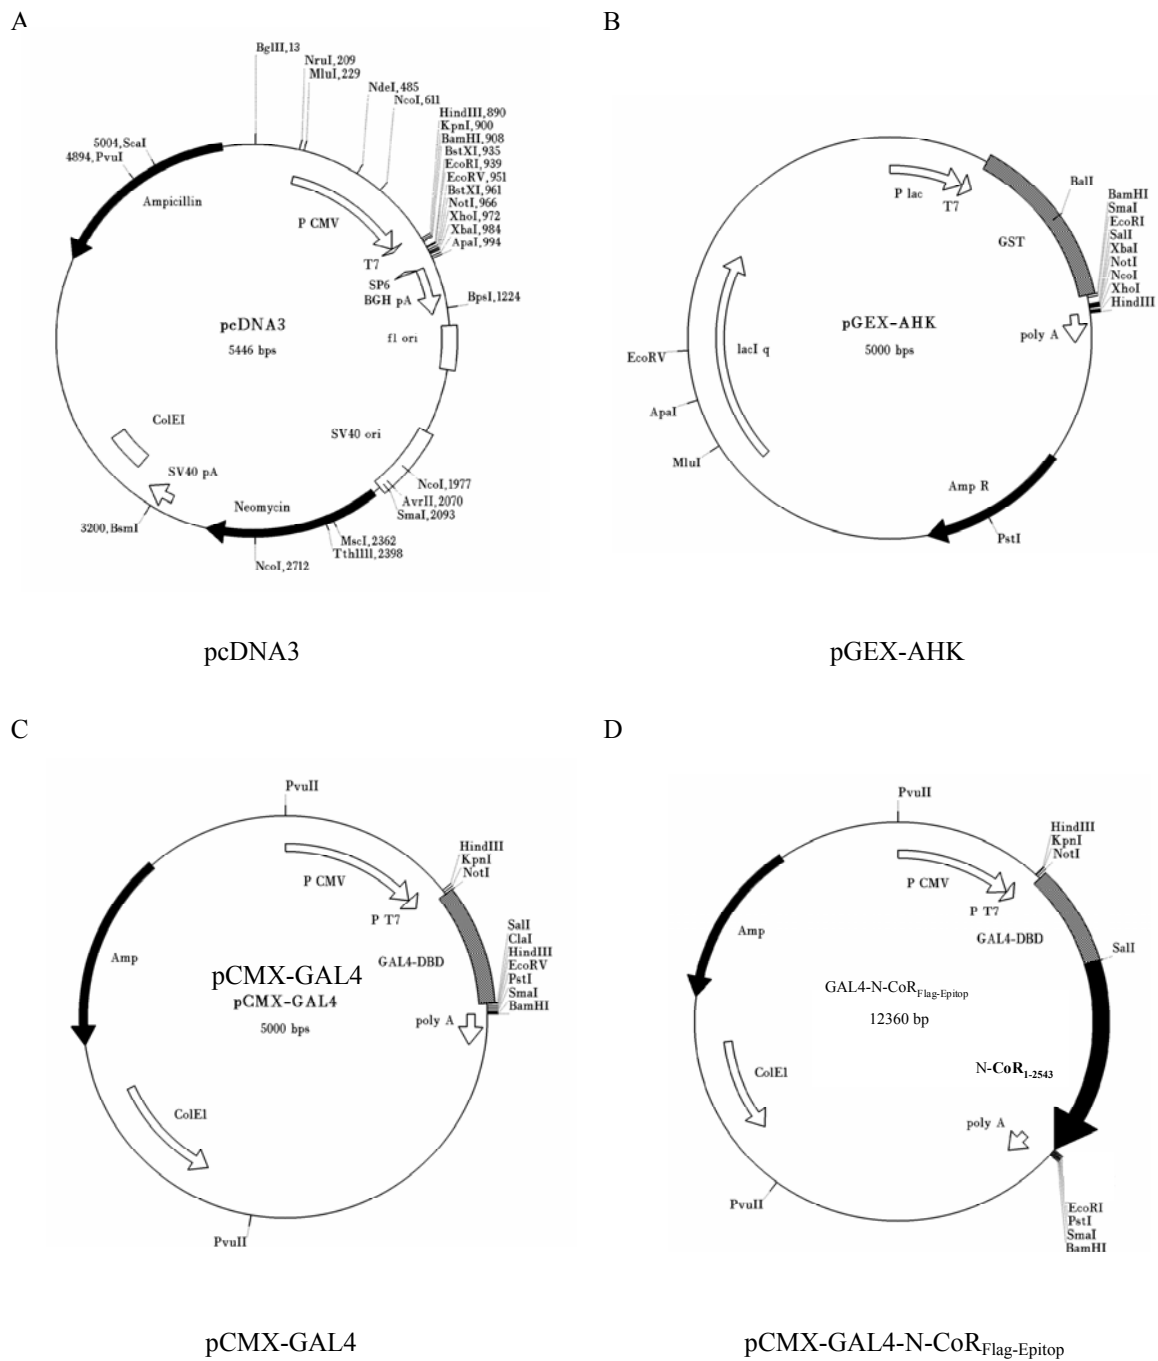 A
BglII,13
NruI,209
MluI,229
NdeI,485
NcoI,611
HindIII,890
KpnI,900
BamHI,908
BstXI,935
EcoRI,939
EcoRV,951
BstXI,961
NotI,966
XhoI,972
XbaI,984
ApaI,994
5004,ScaI
4894,PvuI
Ampicillin
P CMV
T7
SP6
BGH pA
BpsI,1224
pcDNA3
5446 bps
f1 ori
ColEI
SV40 ori
SV40 pA
NcoI,1977
AvrII,2070
SmaI,2093
Neomycin
3200,BsmI
MscI,2362
Tth111I,2398
NcoI,2712
pcDNA3
B
P lac
T7
BalI
GST
BamHI
SmaI
EcoRI
SalI
XbaI
NotI
NcoI
XhoI
HindIII
poly A
pGEX-AHK
5000 bps
lacI q
EcoRV
ApaI
MluI
Amp R
PstI
pGEX-AHK
C
PvuII
HindIII
KpnI
NotI
P CMV
P T7
GAL4-DBD
SalI
ClaI
HindIII
EcoRV
PstI
SmaI
BamHI
Amp
pCMX-GAL4
pCMX-GAL4
5000 bps
poly A
ColE1
PvuII
pCMX-GAL4
D
PvuII
HindIII
KpnI
NotI
P CMV
P T7
GAL4-DBD
SalI
Amp
GAL4-N-CoRFlag-Epitop
12360 bp
N-CoR1-2543
ColE1
poly A
PvuII
EcoRI
PstI
SmaI
BamHI
pCMX-GAL4-N-CoRFlag-Epitop